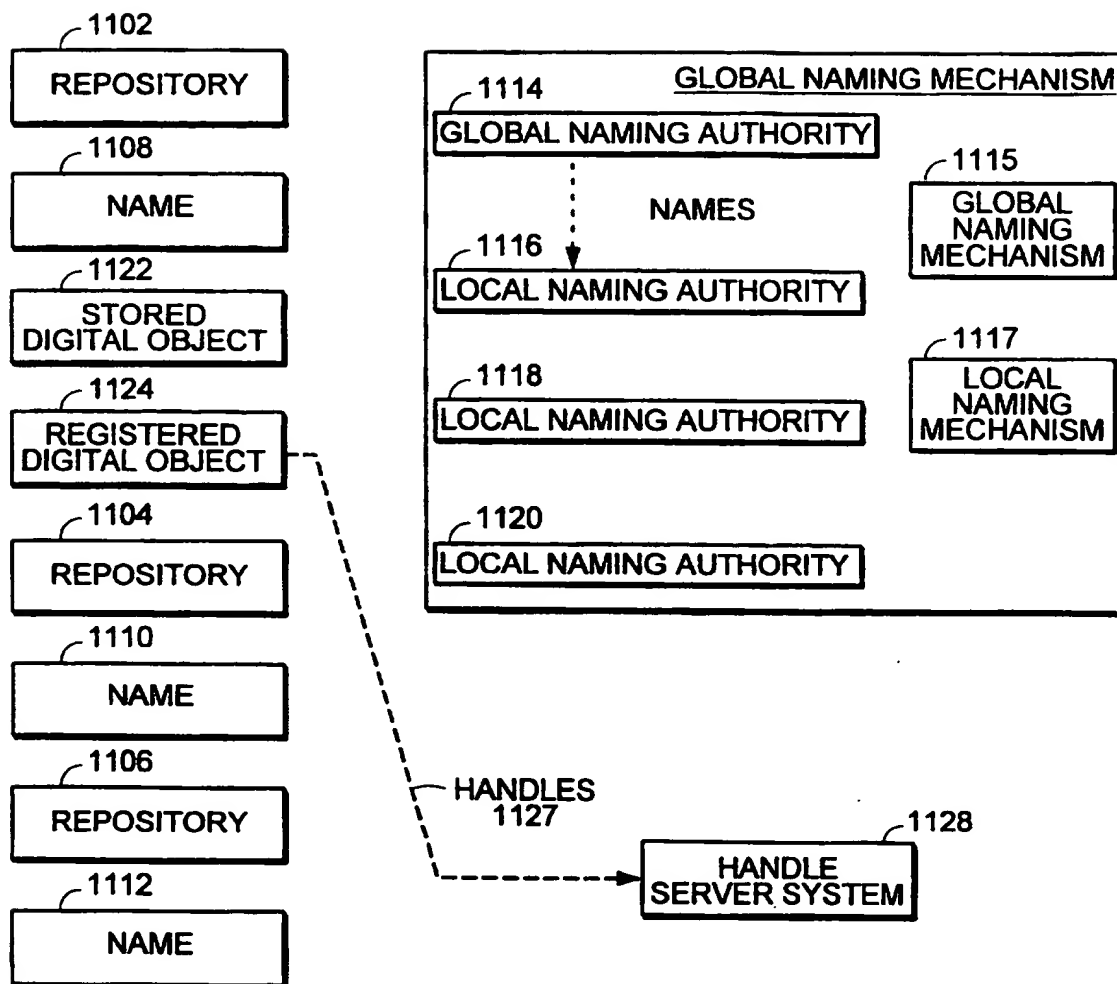 1102
REPOSITORY
1108
NAME
1122
STORED
DIGITAL OBJECT
1124
REGISTERED
DIGITAL OBJECT
1104
REPOSITORY
1110
NAME
1106
REPOSITORY
1112
NAME
GLOBAL NAMING MECHANISM
1114
GLOBAL NAMING AUTHORITY
NAMES
1116
LOCAL NAMING AUTHORITY
1118
LOCAL NAMING AUTHORITY
1120
LOCAL NAMING AUTHORITY
1115
GLOBAL
NAMING
MECHANISM
1117
LOCAL
NAMING
MECHANISM
HANDLES
1127
1128
HANDLE
SERVER SYSTEM